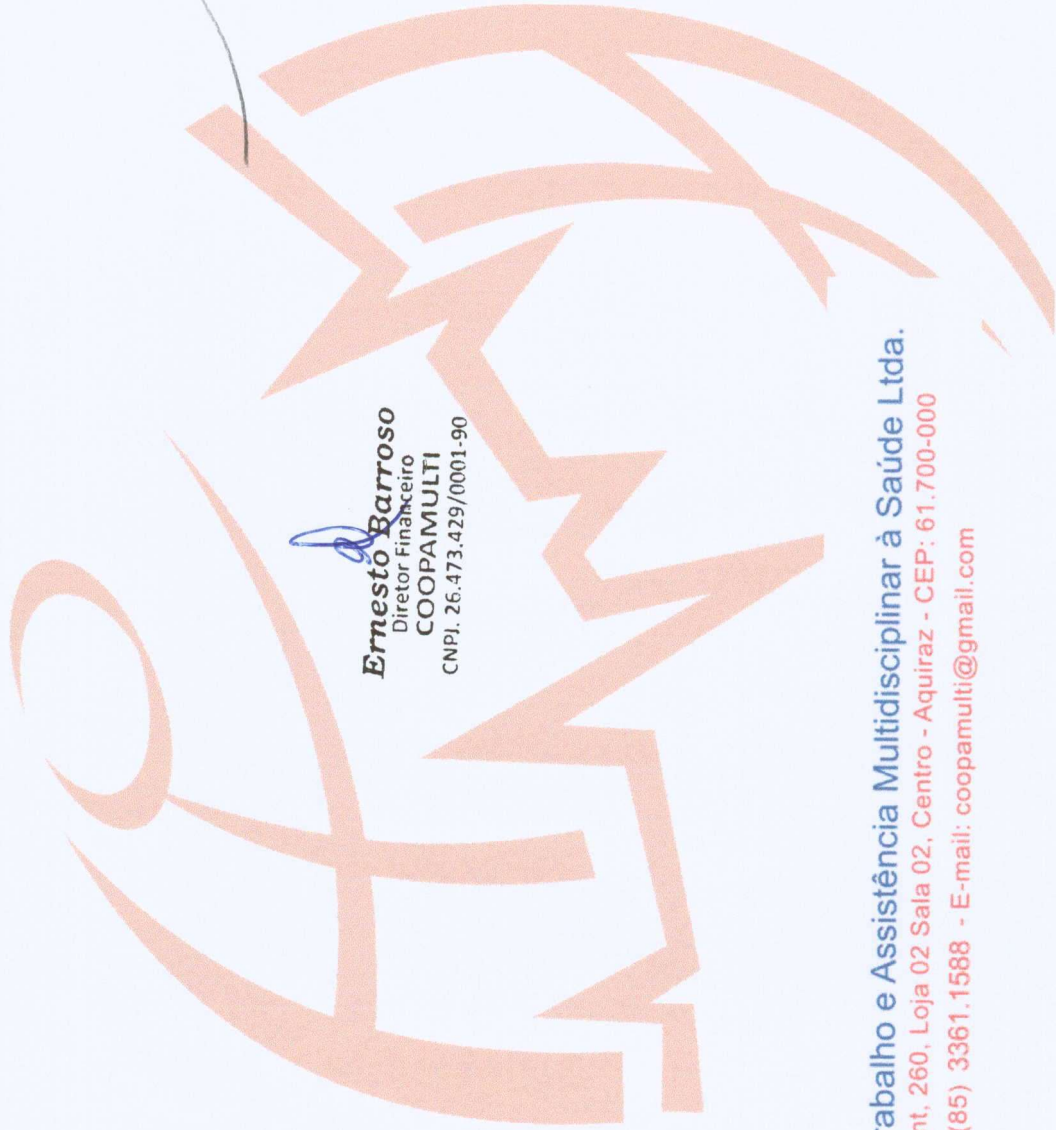 Ernesto Barroso
Diretor Financeiro
COOPAMULTI
CNPJ. 26.473.429/0001-90
rabalho e Assistência Multidisciplinar à Saúde Ltda.
nt, 260, Loja 02 Sala 02, Centro - Aquiraz - CEP: 61.700-000
(85) 3361.1588 - E-mail: coopamulti@gmail.com